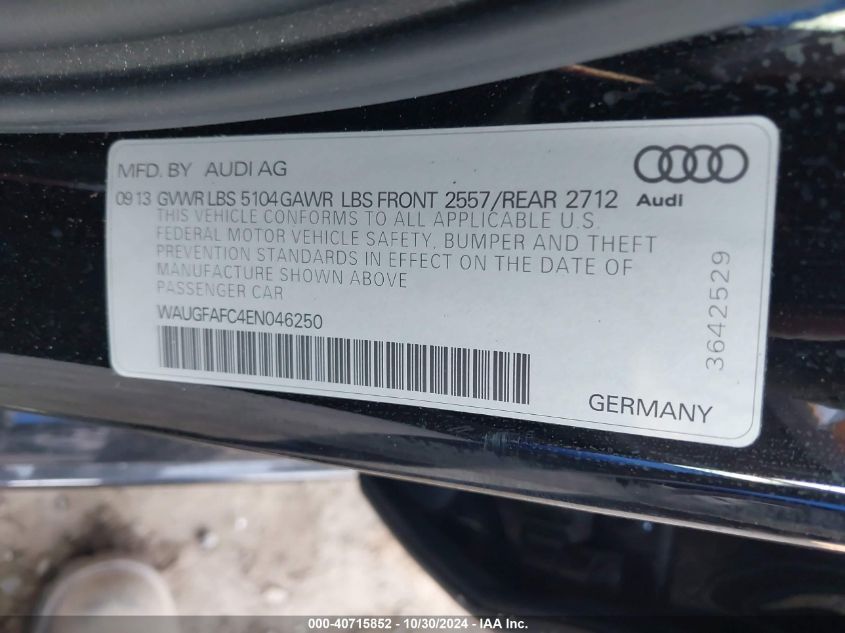 MFD. BY AUDI AG
09 13 GVWR LBS 5104 GAWR LBS FRONT 2557/REAR 2712
Audi
THIS VEHICLE CONFORMS TO ALL APPLICABLE U.S.
FEDERAL MOTOR VEHICLE SAFETY, BUMPER AND THEFT
PREVENTION STANDARDS IN EFFECT ON THE DATE OF
MANUFACTURE SHOWN ABOVE
PASSENGER CAR
WAUGFAFC4EN046250
3642529
GERMANY
000-40715852 - 10/30/2024 - IAA Inc.